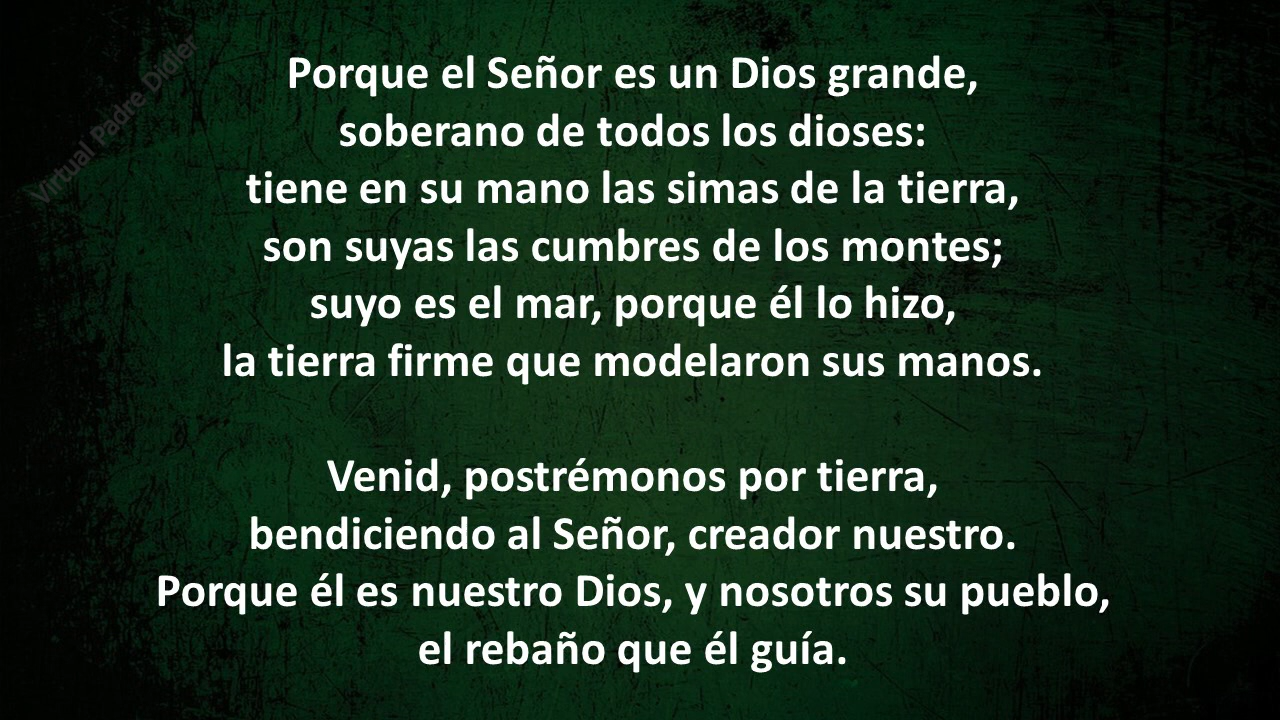 Virtual Padre Didier
Porque el Señor es un Dios grande,
soberano de todos los dioses:
tiene en su mano las simas de la tierra,
son suyas las cumbres de los montes;
suyo es el mar, porque él lo hizo,
la tierra firme que modelaron sus manos.
Venid, postrémonos por tierra,
bendiciendo al Señor, creador nuestro.
Porque él es nuestro Dios, y nosotros su pueblo,
el rebaño que él guía.